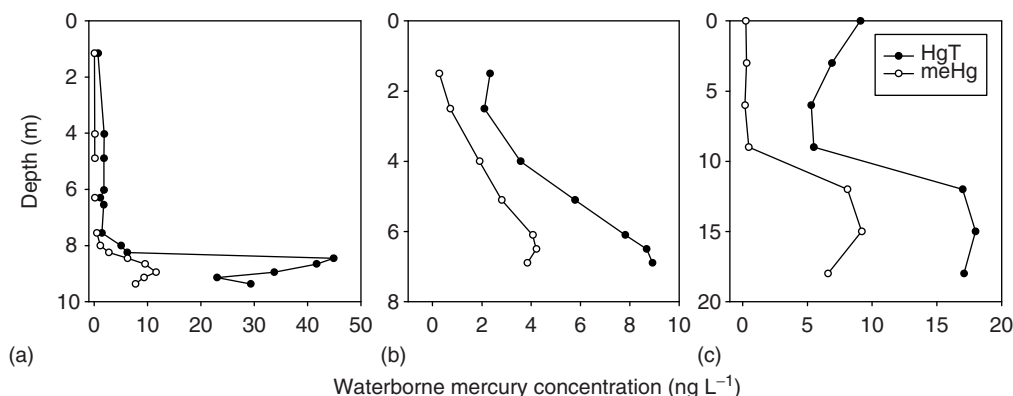 0
2
4
6
8
10
Depth (m)
0 10 20 30 40 50
(a)
0
2
4
6
8
0 2 4 6 8 10
(b)
0
5
10
15
20
0 5 10 15 20
(c)
HgT
meHg
Waterborne mercury concentration (ng L⁻¹)